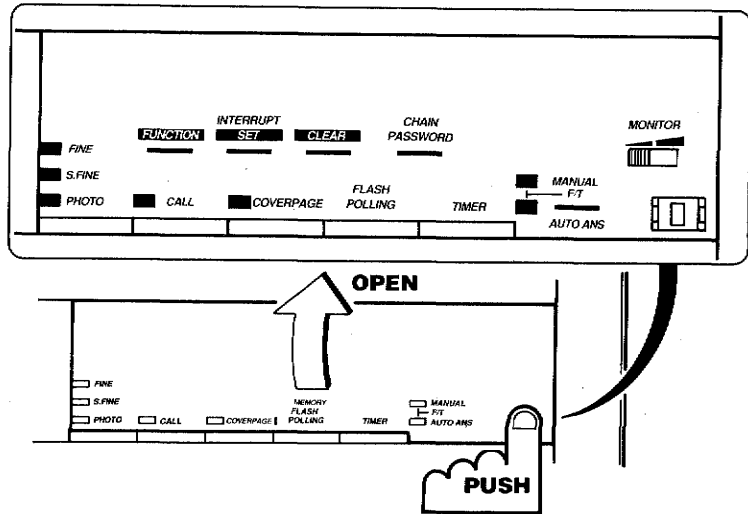 INTERRUPT
CHAIN
FUNCTION SET CLEAR PASSWORD
MONITOR
FINE
S.FINE
PHOTO CALL COVERPAGE
FLASH
POLLING
TIMER
MANUAL
F/T
AUTO ANS
OPEN
FINE
S.FINE
PHOTO CALL COVERPAGE
MEMORY
FLASH
POLLING
TIMER
MANUAL
F/T
AUTO ANS
PUSH